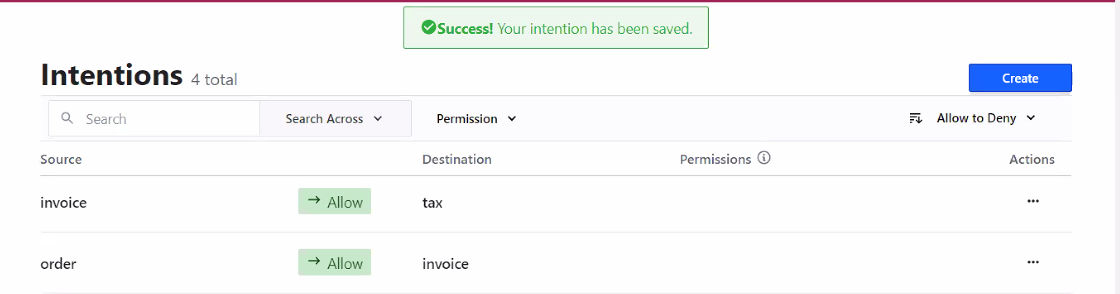 Success! Your intention has been saved.
Intentions 4 total
Create
Search
Search Across
Permission
Allow to Deny
Source Destination Permissions Actions
invoice → Allow tax ...
order → Allow invoice ...